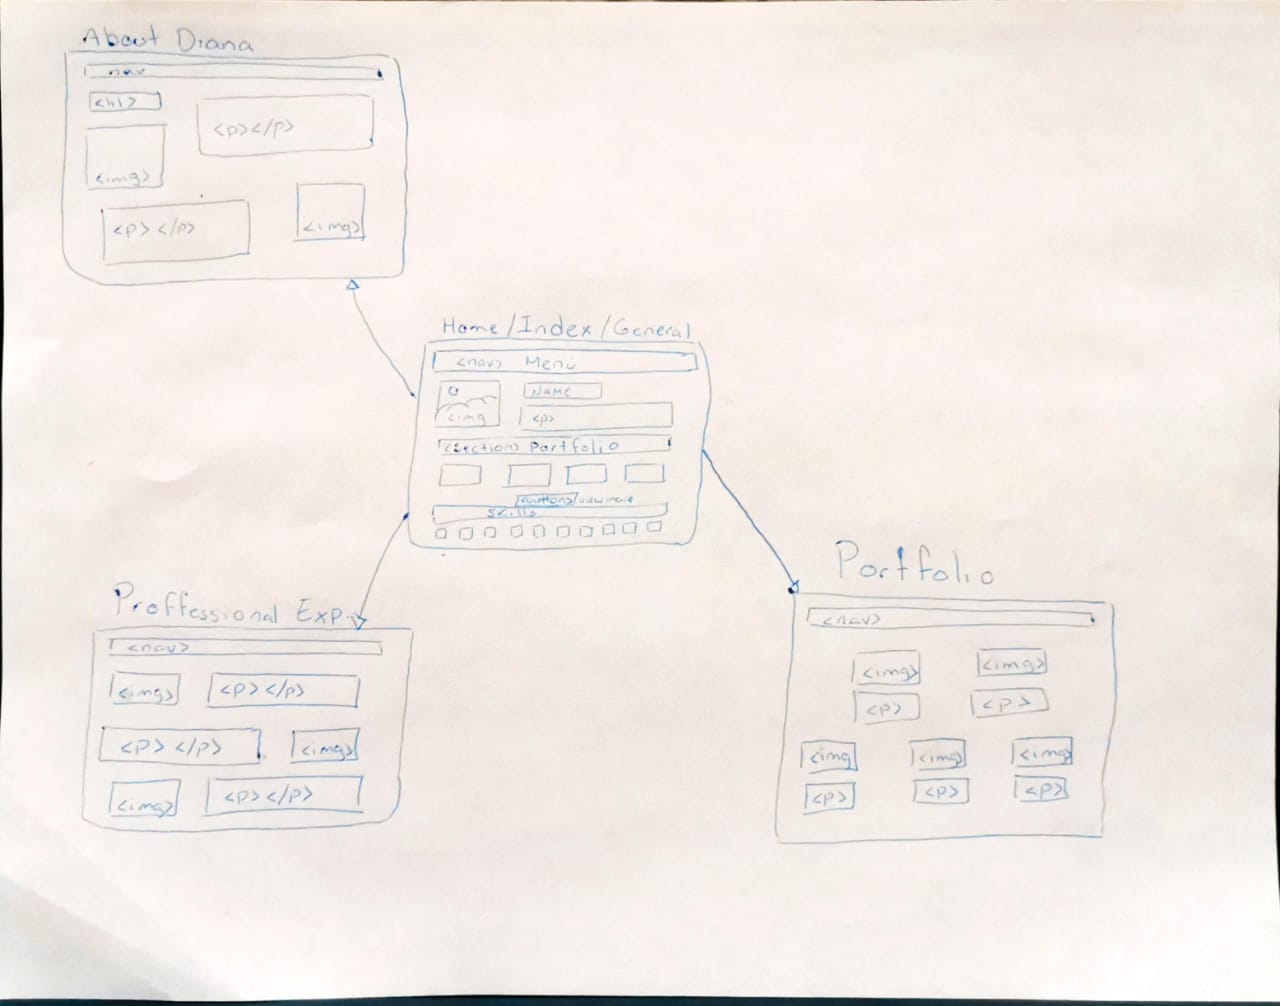 About Diana
nav
<h1>
<p></p>
<img>
<p></p>
<img>
Home/Index/General
<nav> Menú
NAME
<img
<p>
<section> Portfolio
<button>/view more
Skills
Proffessional Exp.
<nav>
<img> <p></p>
<p></p> <img>
<img> <p></p>
Portfolio
<nav>
<img> <img>
<p> <p>
<img <img> <img>
<p> <p> <p>